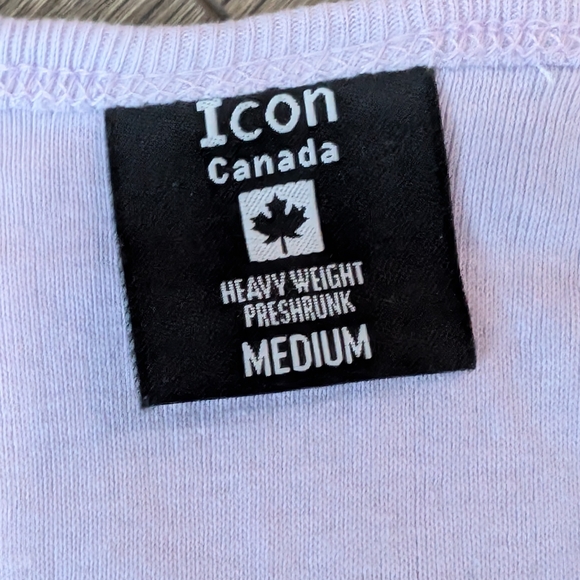 Icon
Canada
HEAVY WEIGHT
PRESHRUNK
MEDIUM